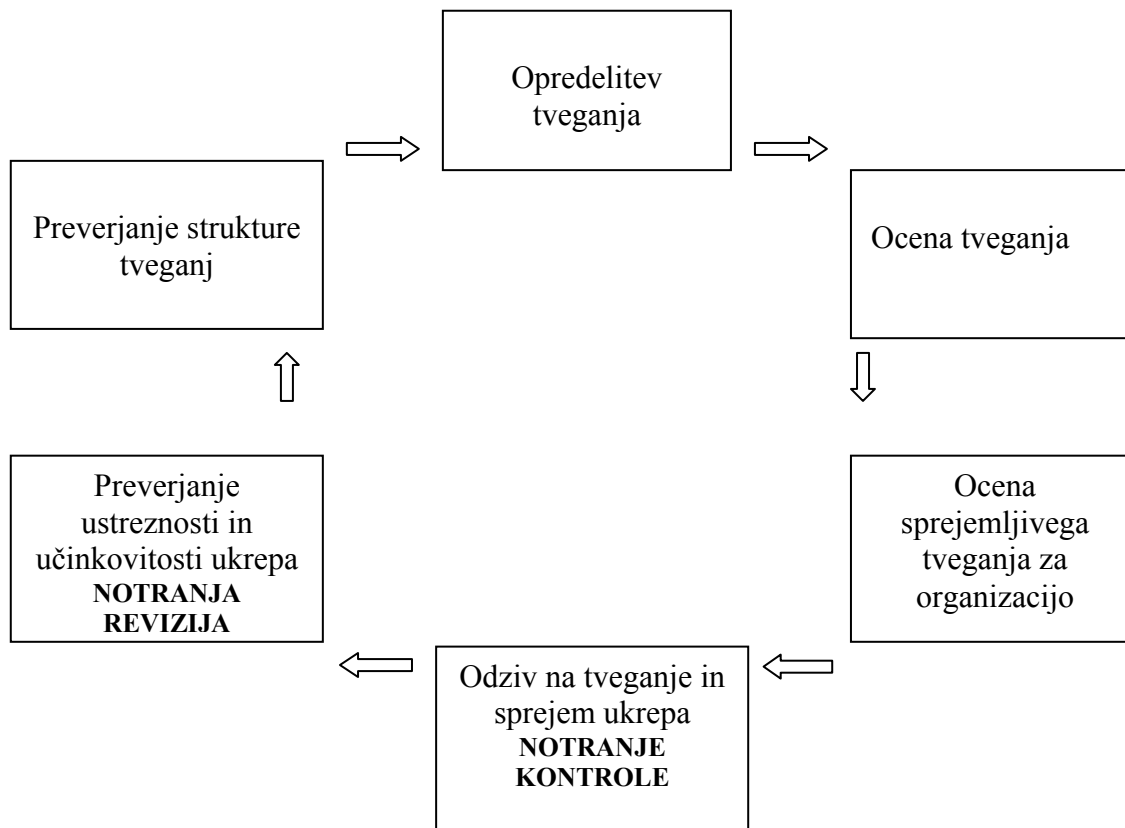 Opredelitev
tveganja
Ocena tveganja
Ocena
sprejemljivega
tveganja za
organizacijo
Odziv na tveganje in
sprejem ukrepa
NOTRANJE
KONTROLE
Preverjanje
ustreznosti in
učinkovitosti ukrepa
NOTRANJA
REVIZIJA
Preverjanje strukture
tveganj